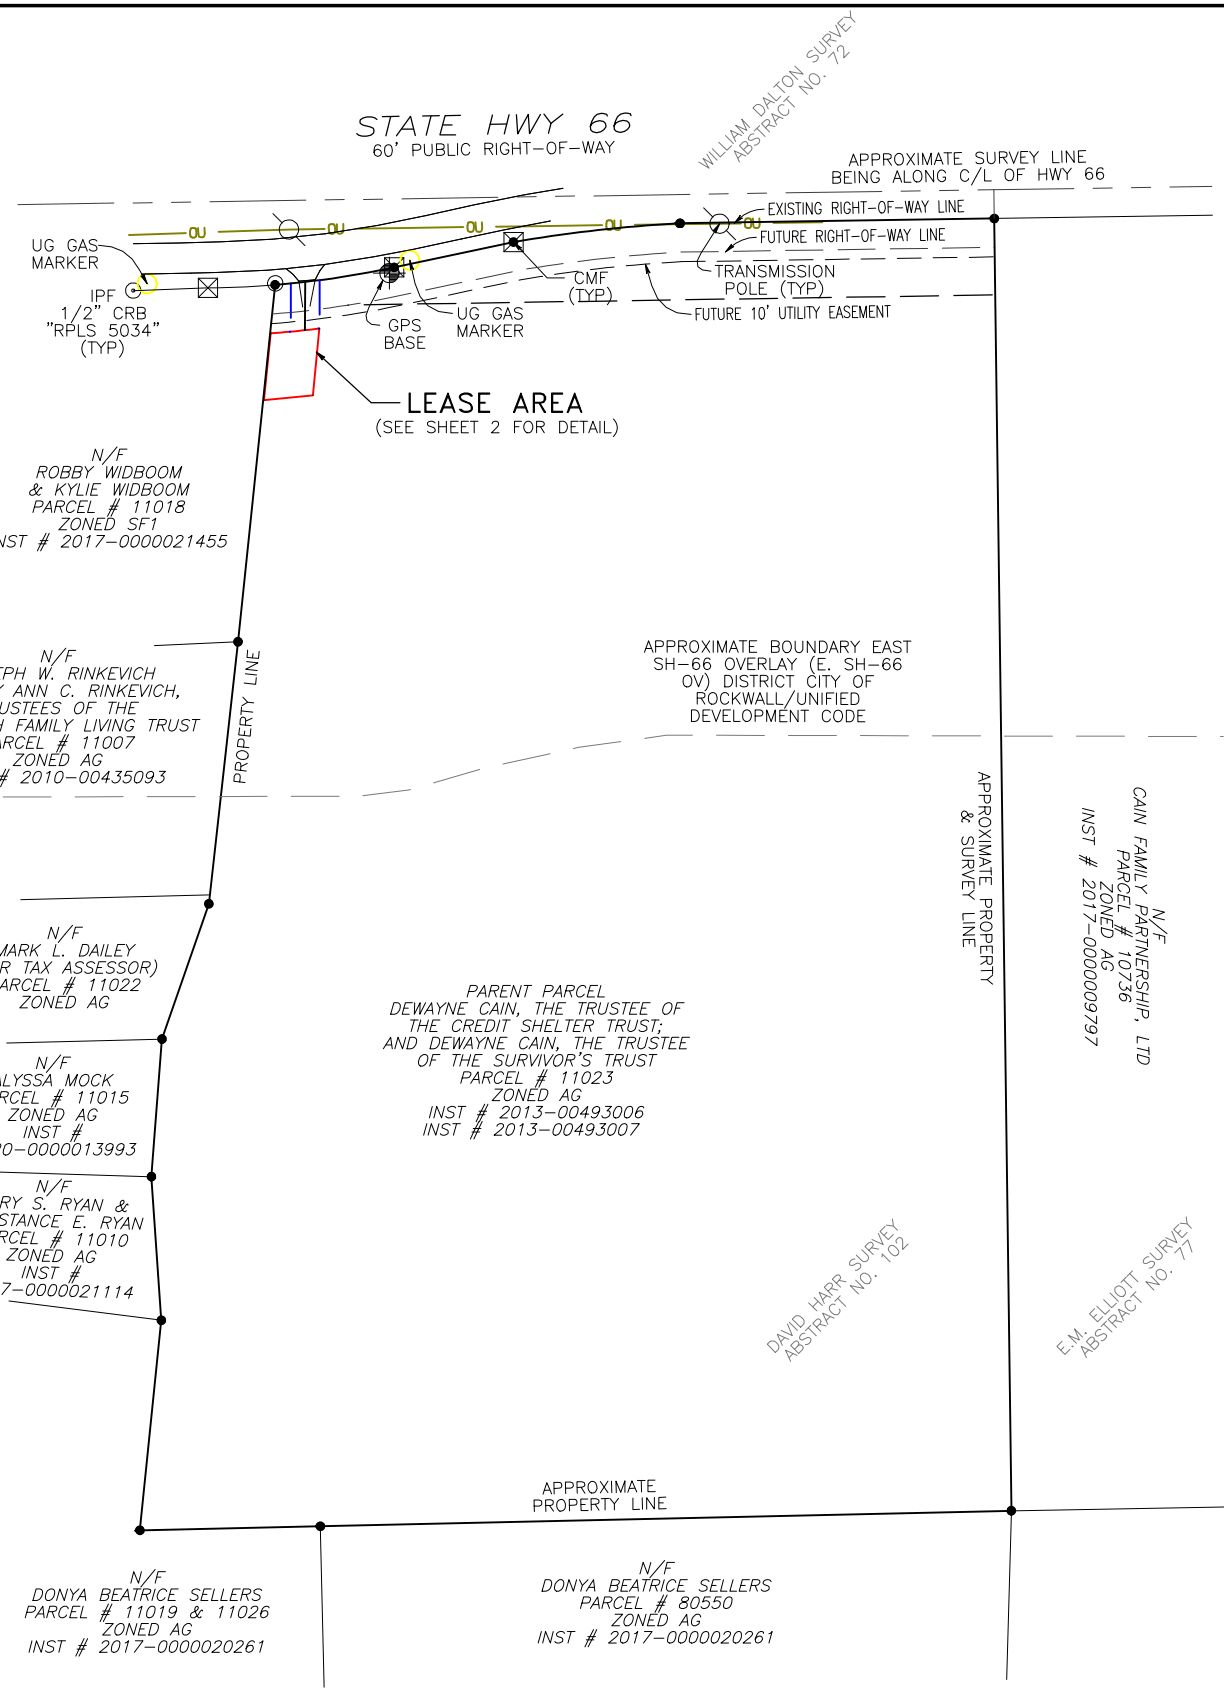 WILLIAM DALTON SURVEY
ABSTRACT NO. 72
STATE HWY 66
60' PUBLIC RIGHT-OF-WAY
APPROXIMATE SURVEY LINE
BEING ALONG C/L OF HWY 66
EXISTING RIGHT-OF-WAY LINE
OU
OU
OU
OU
OU
FUTURE RIGHT-OF-WAY LINE
UG GAS
MARKER
TRANSMISSION
POLE (TYP)
CMF
(TYP)
IPF
1/2" CRB
"RPLS 5034"
(TYP)
GPS
BASE
UG GAS
MARKER
FUTURE 10' UTILITY EASEMENT
LEASE AREA
(SEE SHEET 2 FOR DETAIL)
N/F
ROBBY WIDBOOM
& KYLIE WIDBOOM
PARCEL # 11018
ZONED SF1
NST # 2017-0000021455
N/F
EPH W. RINKEVICH
Y ANN C. RINKEVICH,
USTEES OF THE
H FAMILY LIVING TRUST
ARCEL # 11007
ZONED AG
# 2010-00435093
PROPERTY LINE
APPROXIMATE BOUNDARY EAST
SH-66 OVERLAY (E. SH-66
OV) DISTRICT CITY OF
ROCKWALL/UNIFIED
DEVELOPMENT CODE
APPROXIMATE PROPERTY
& SURVEY LINE
N/F
CAIN FAMILY PARTNERSHIP, LTD
PARCEL # 10736
ZONED AG
INST # 2017-0000009797
N/F
MARK L. DAILEY
R TAX ASSESSOR)
ARCEL # 11022
ZONED AG
PARENT PARCEL
DEWAYNE CAIN, THE TRUSTEE OF
THE CREDIT SHELTER TRUST;
AND DEWAYNE CAIN, THE TRUSTEE
OF THE SURVIVOR'S TRUST
PARCEL # 11023
ZONED AG
INST # 2013-00493006
INST # 2013-00493007
N/F
ALYSSA MOCK
RCEL # 11015
ZONED AG
INST #
20-0000013993
N/F
RY S. RYAN &
STANCE E. RYAN
RCEL # 11010
ZONED AG
INST #
7-0000021114
DAVID HARR SURVEY
ABSTRACT NO. 102
E.M. ELLIOTT SURVEY
ABSTRACT NO. 77
APPROXIMATE
PROPERTY LINE
N/F
DONYA BEATRICE SELLERS
PARCEL # 11019 & 11026
ZONED AG
INST # 2017-0000020261
N/F
DONYA BEATRICE SELLERS
PARCEL # 80550
ZONED AG
INST # 2017-0000020261